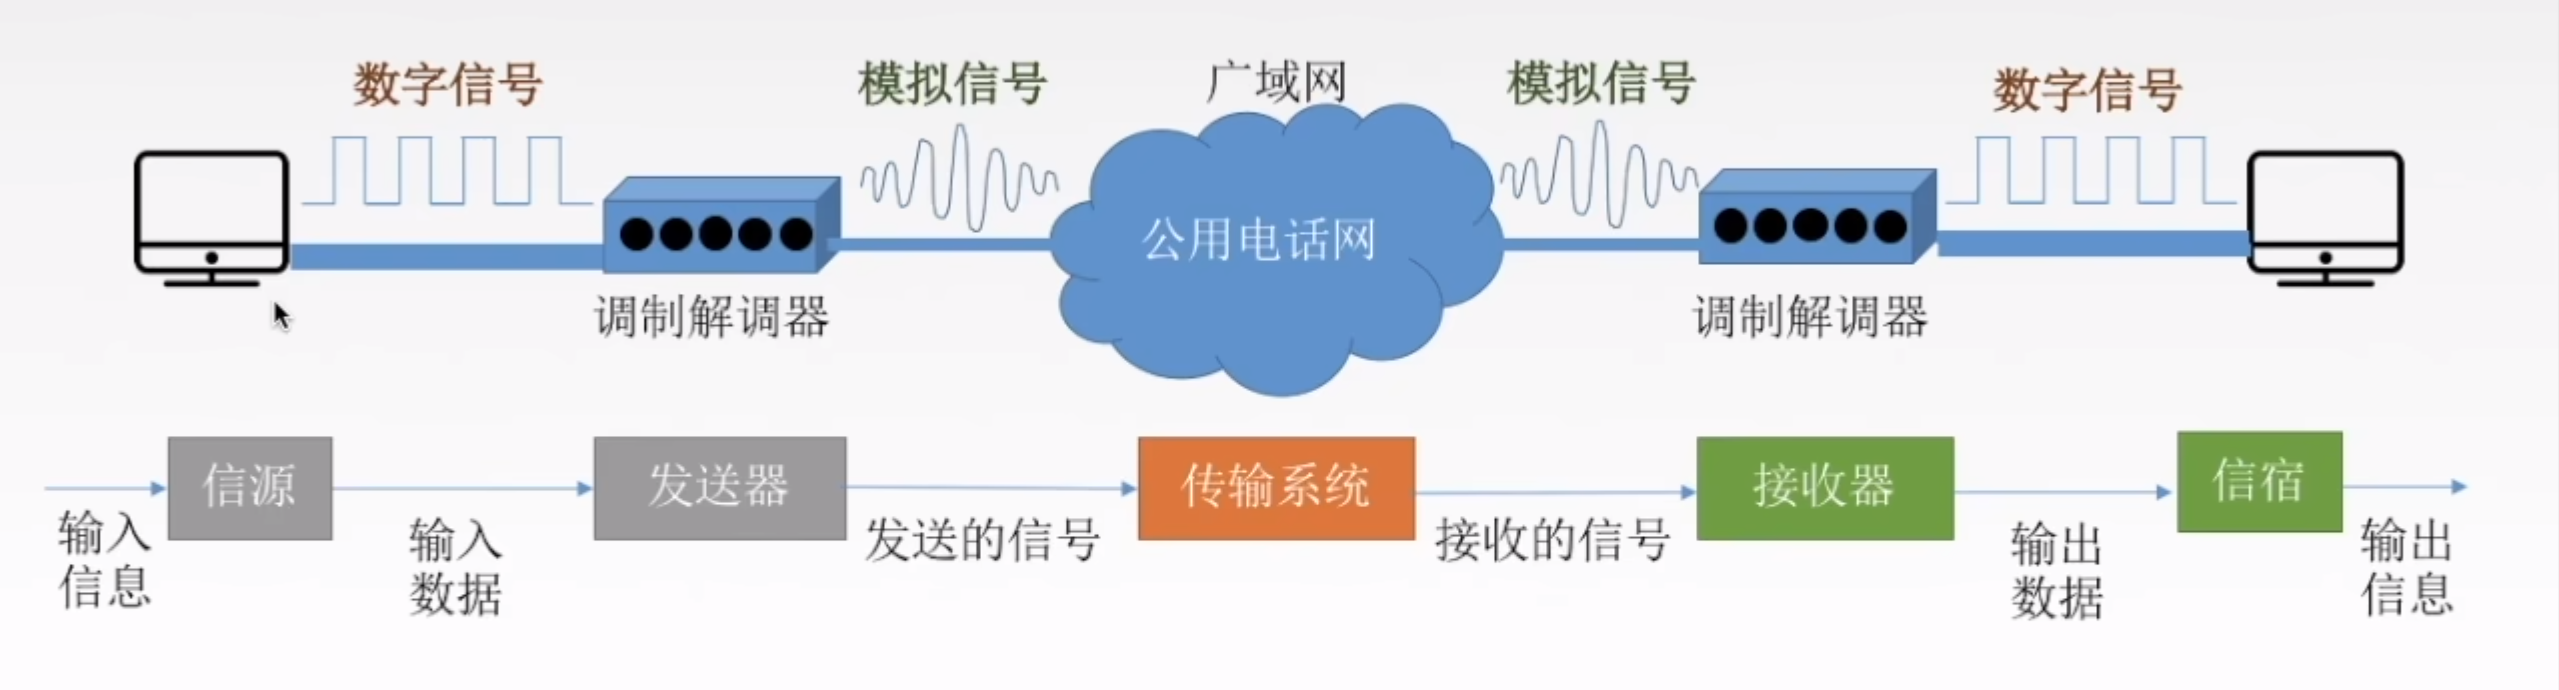 数字信号
模拟信号
广域网
模拟信号
数字信号
公用电话网
调制解调器
调制解调器
信源
发送器
传输系统
接收器
信宿
输入
信息
输入
数据
发送的信号
接收的信号
输出
数据
输出
信息